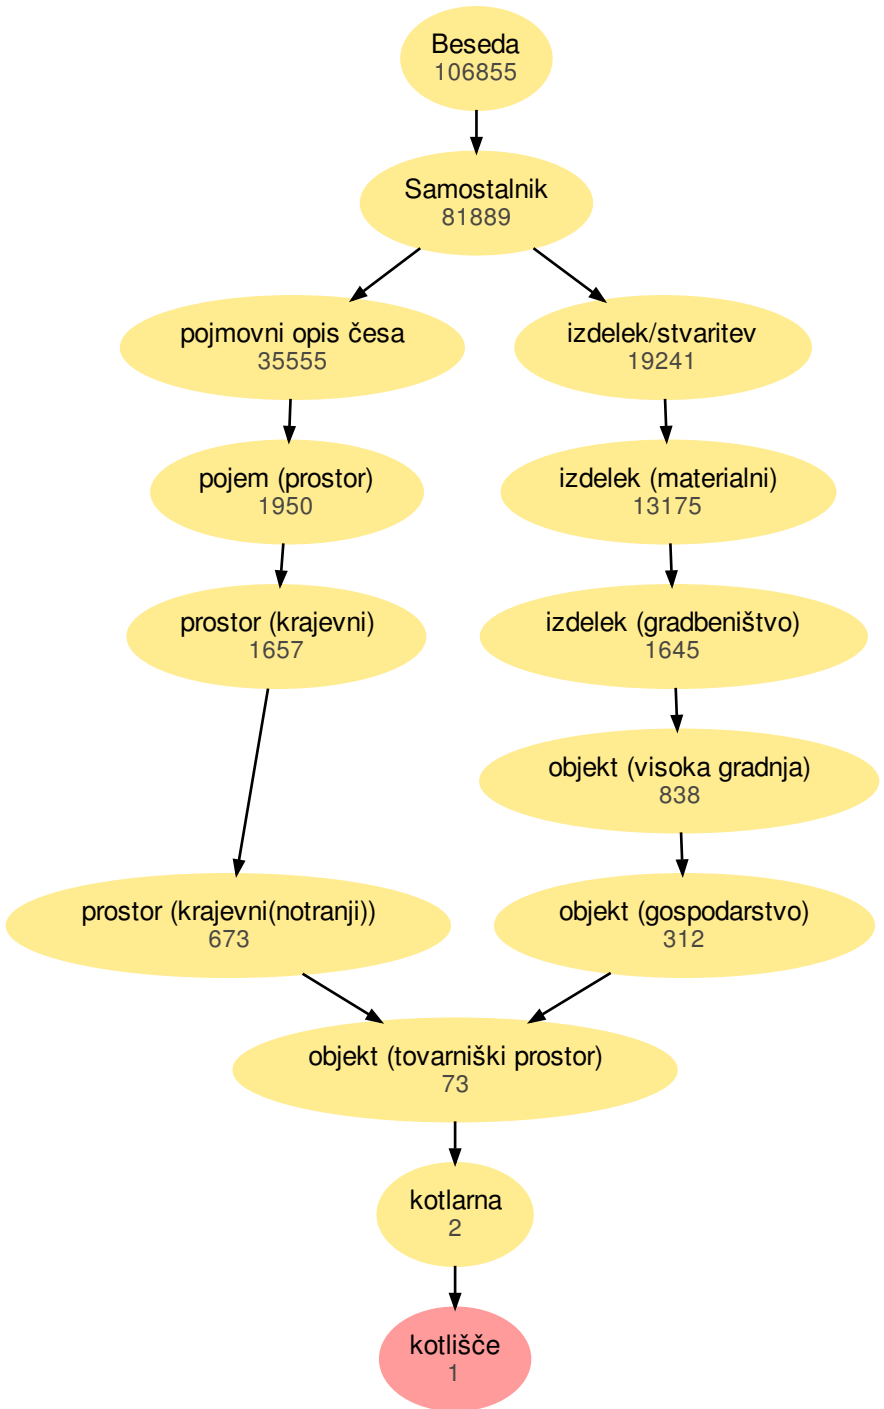 Beseda
106855
Samostalnik
81889
pojmovni opis česa
35555
izdelek/stvaritev
19241
pojem (prostor)
1950
izdelek (materialni)
13175
prostor (krajevni)
1657
izdelek (gradbeništvo)
1645
objekt (visoka gradnja)
838
prostor (krajevni(notranji))
673
objekt (gospodarstvo)
312
objekt (tovarniški prostor)
73
kotlarna
2
kotlišče
1